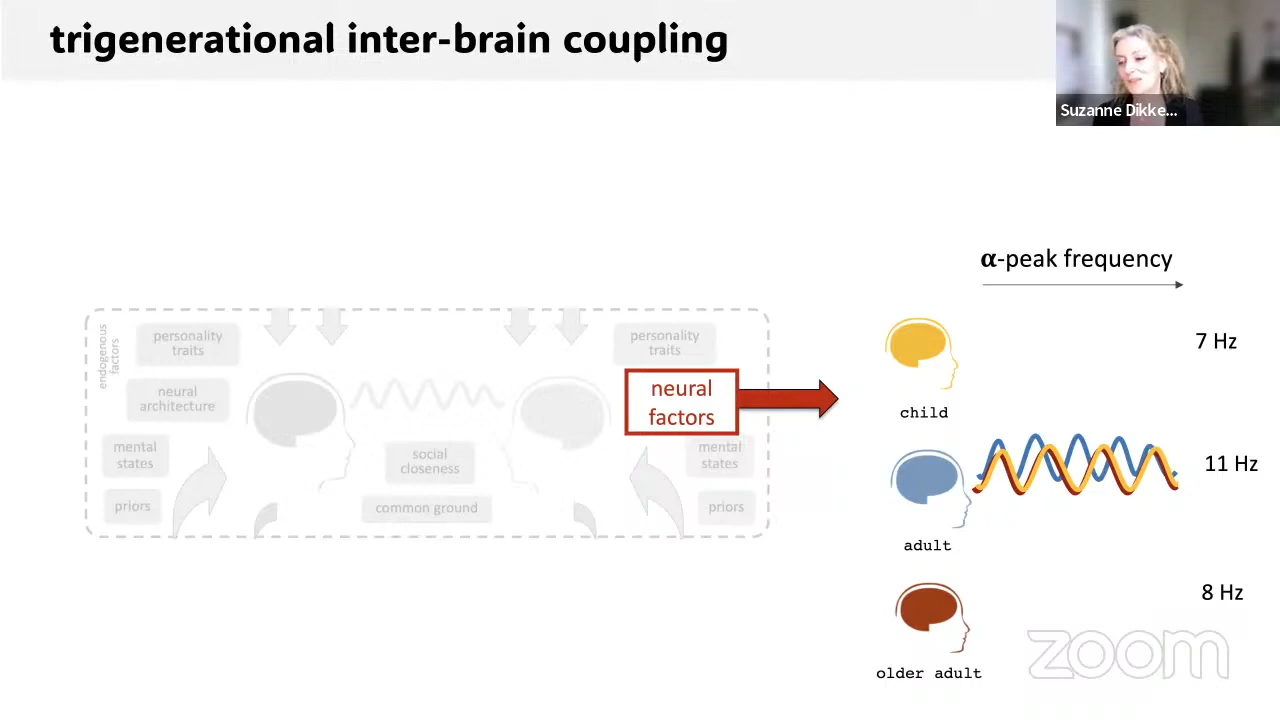 trigenerational inter-brain coupling
Suzanne Dikke...
α-peak frequency
endogenous
factors
personality
traits
personality
traits
7 Hz
neural
architecture
neural
factors
child
mental
states
social
closeness
mental
states
11 Hz
priors
common ground
priors
adult
8 Hz
older adult
zoom